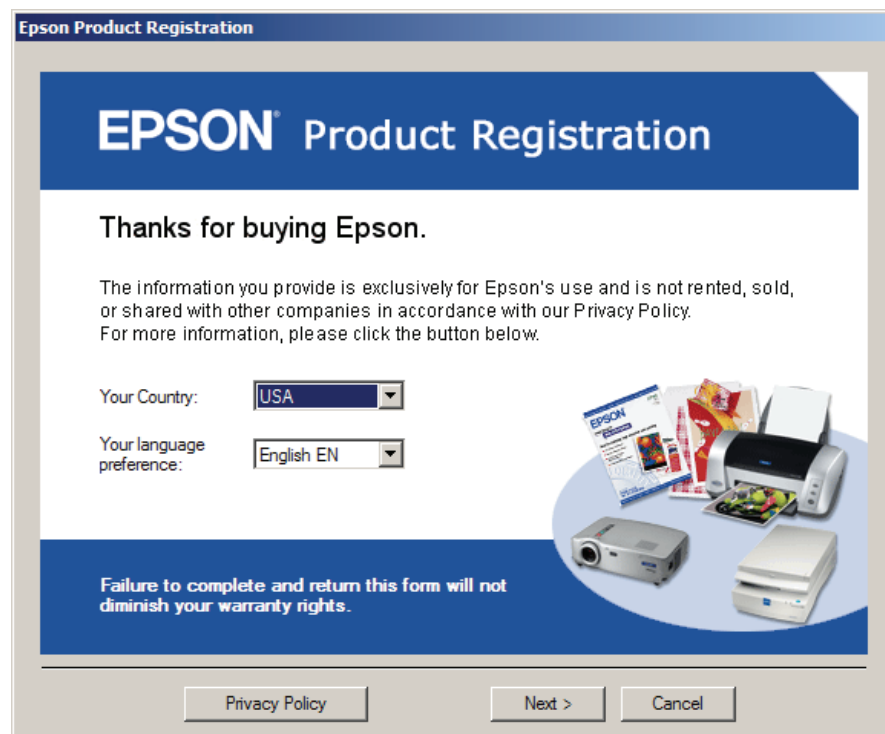 Epson Product Registration
EPSON® Product Registration
Thanks for buying Epson.
The information you provide is exclusively for Epson's use and is not rented, sold,
or shared with other companies in accordance with our Privacy Policy.
For more information, please click the button below.
Your Country: USA
Your language
preference: English EN
EPSON
Failure to complete and return this form will not
diminish your warranty rights.
Privacy Policy Next > Cancel